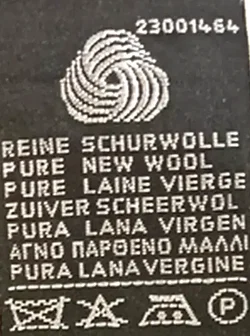 23001464
REINE SCHURWOLLE
PURE NEW WOOL
PURE LAINE VIERGE
ZUIVER SCHEERWOL
PURA LANA VIRGEN
ΑΓΝΟ ΠΑΡΘΕΝΟ ΜΑΛΛΙ
PURA LANA VERGINE
P